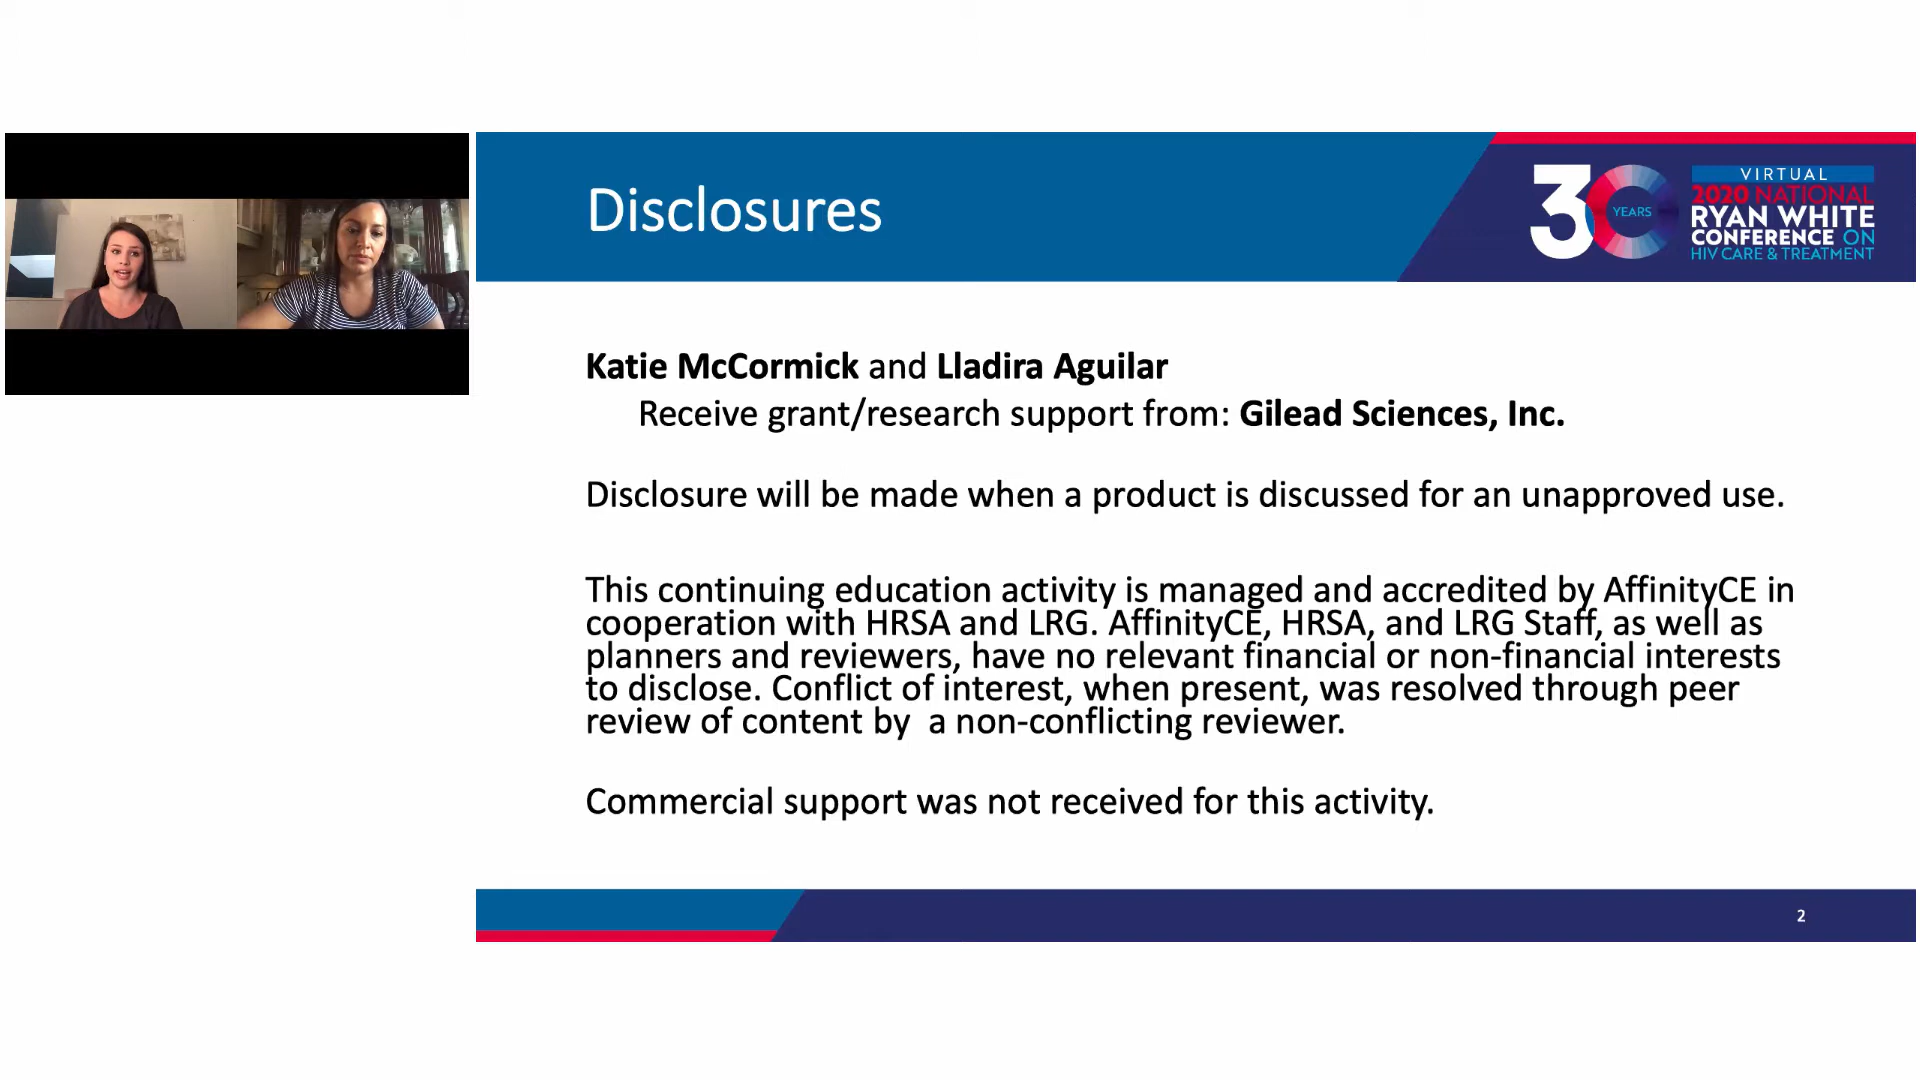 Disclosures
30
YEARS
VIRTUAL
2020 NATIONAL
RYAN WHITE
CONFERENCE ON
HIV CARE & TREATMENT
Katie McCormick and Lladira Aguilar
Receive grant/research support from: Gilead Sciences, Inc.
Disclosure will be made when a product is discussed for an unapproved use.
This continuing education activity is managed and accredited by AffinityCE in
cooperation with HRSA and LRG. AffinityCE, HRSA, and LRG Staff, as well as
planners and reviewers, have no relevant financial or non-financial interests
to disclose. Conflict of interest, when present, was resolved through peer
review of content by  a non-conflicting reviewer.
Commercial support was not received for this activity.
2